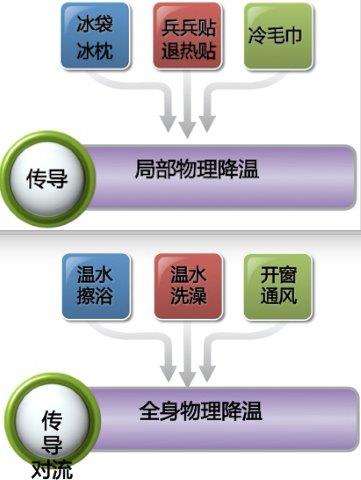 冰袋
冰枕
兵兵贴
退热贴
冷毛巾
传导
局部物理降温
温水
擦浴
温水
洗澡
开窗
通风
传
导
对流
全身物理降温